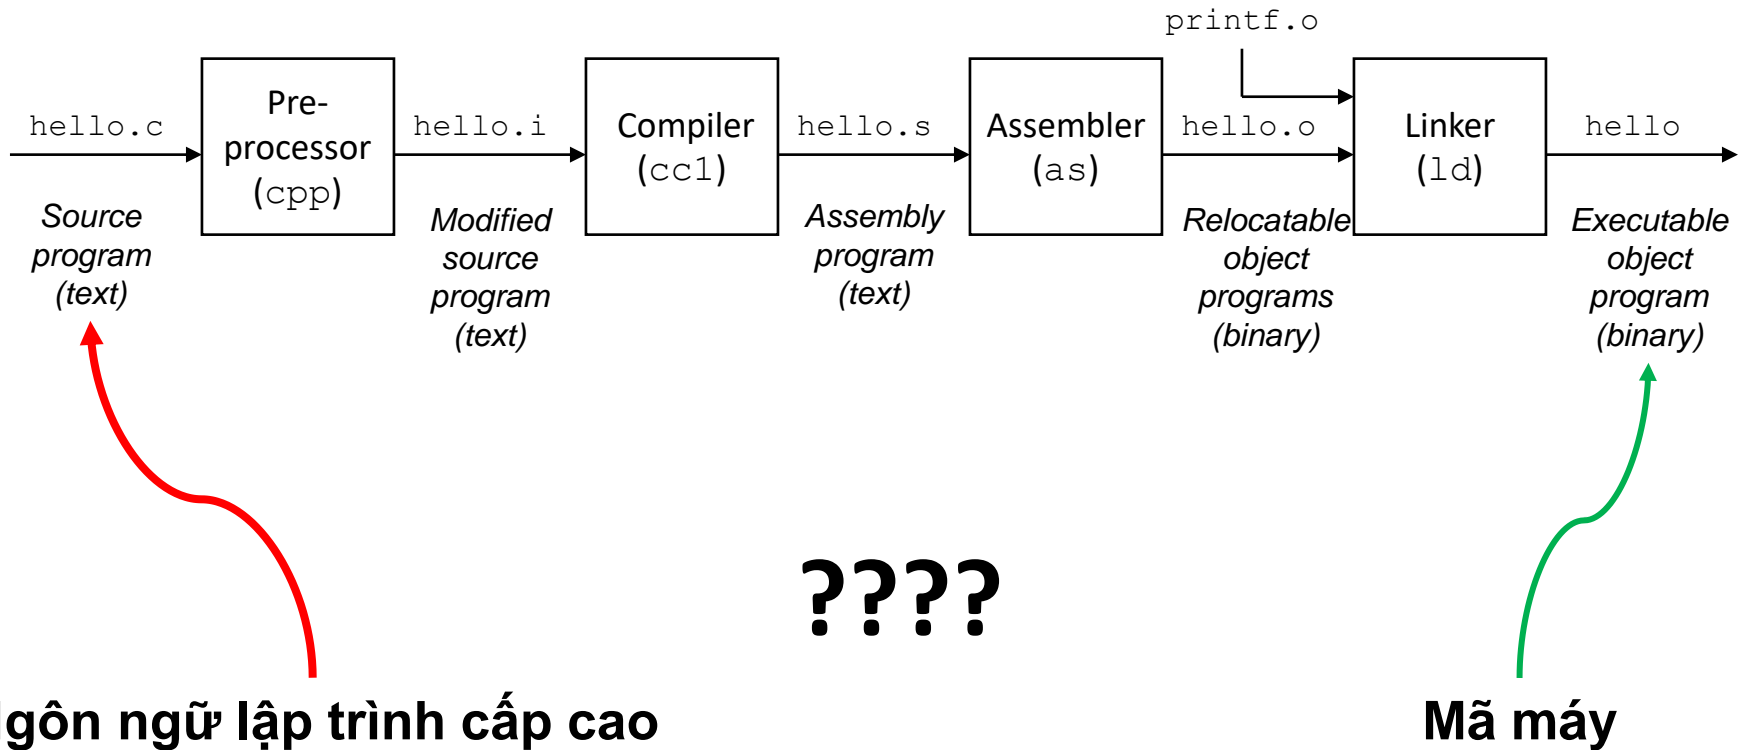 printf.o
hello.c
Pre-
processor
(cpp)
hello.i
Compiler
(cc1)
hello.s
Assembler
(as)
hello.o
Linker
(ld)
hello
Source
program
(text)
Modified
source
program
(text)
Assembly
program
(text)
Relocatable
object
programs
(binary)
Executable
object
program
(binary)
????
gôn ngữ lập trình cấp cao
Mã máy